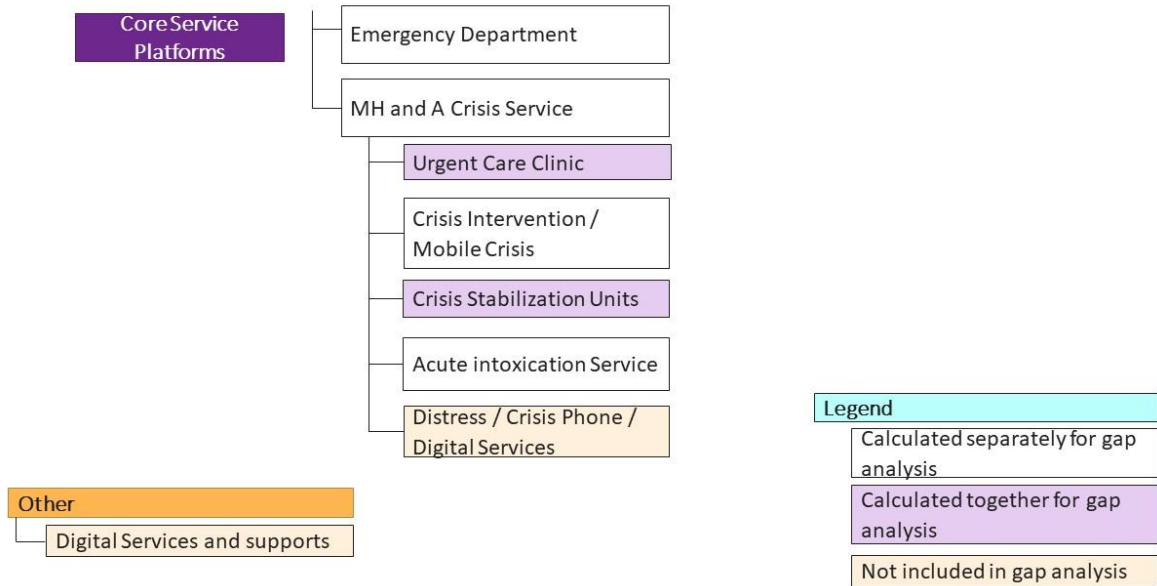 Core Service
Platforms
Emergency Department
MH and A Crisis Service
Urgent Care Clinic
Crisis Intervention /
Mobile Crisis
Crisis Stabilization Units
Acute intoxication Service
Distress / Crisis Phone /
Digital Services
Other
Digital Services and supports
Legend
Calculated separately for gap
analysis
Calculated together for gap
analysis
Not included in gap analysis